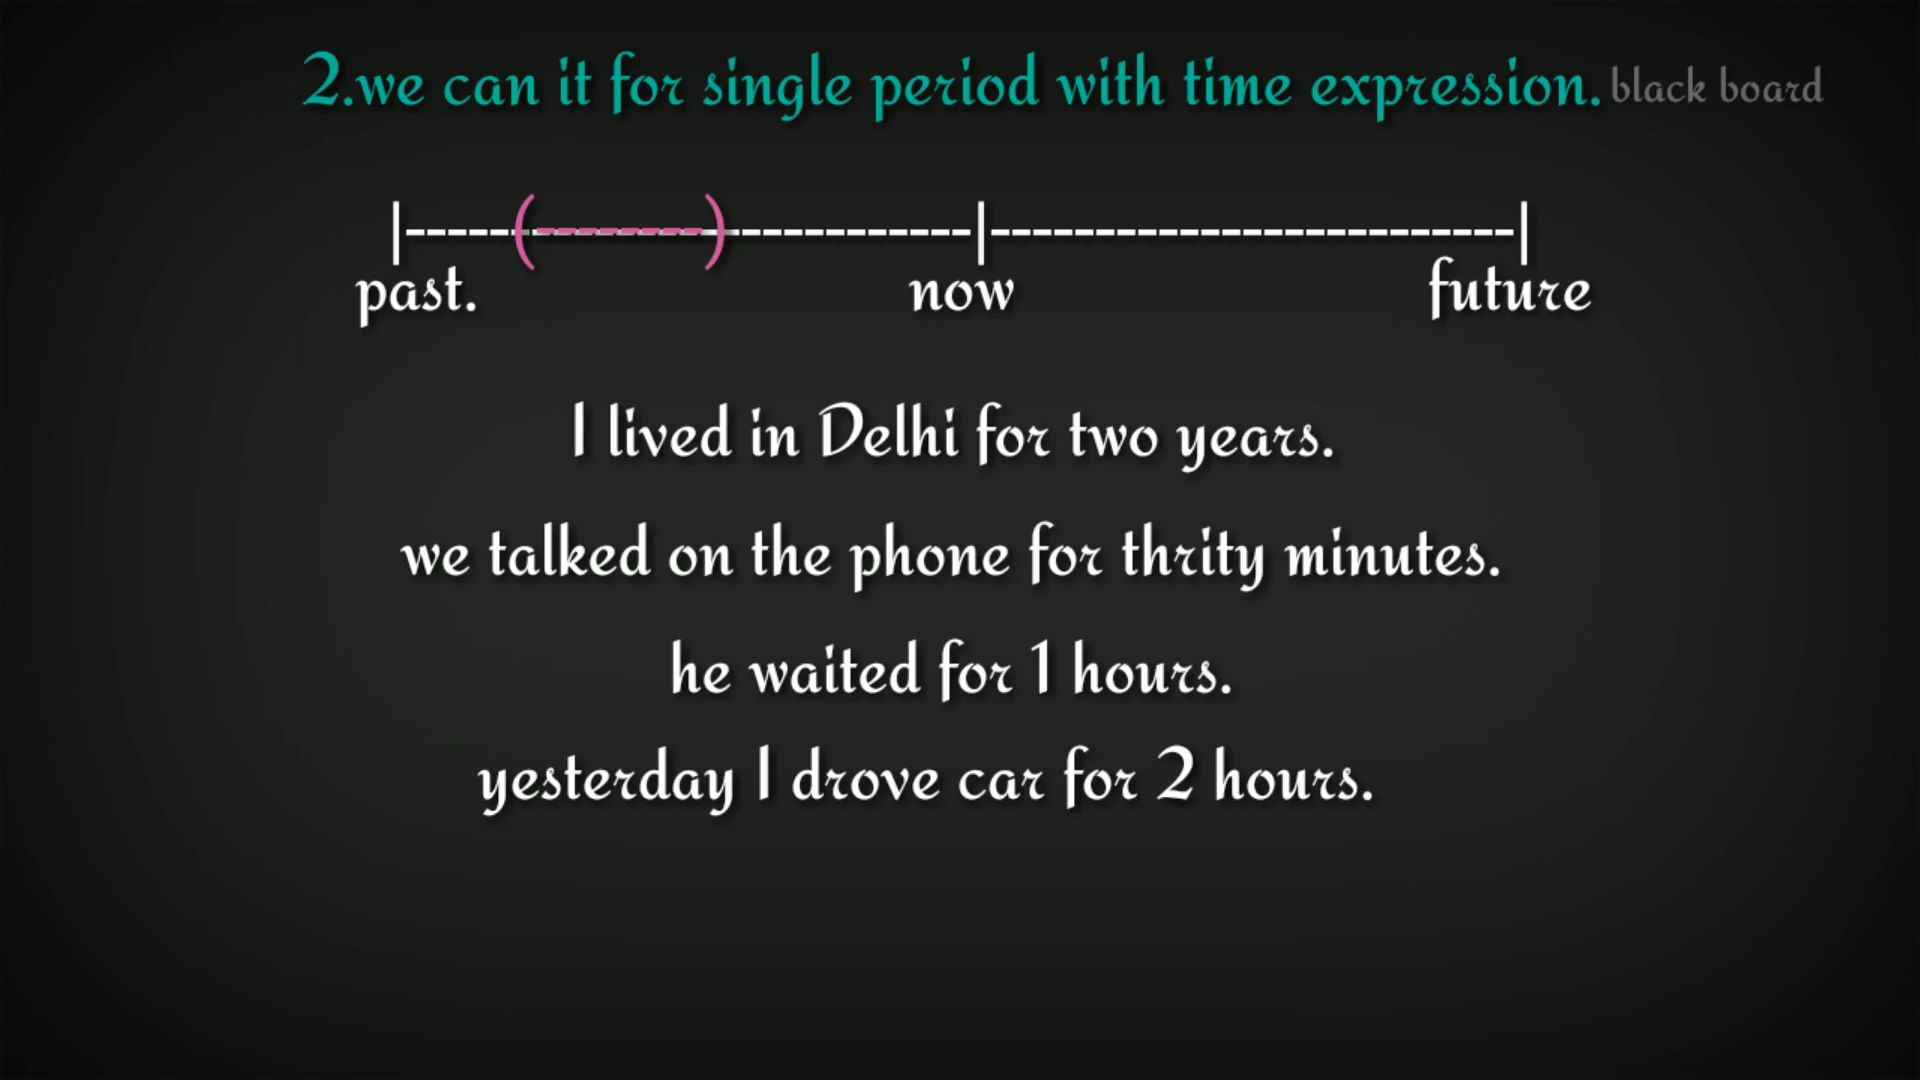 2.we can it for single period with time expression. black board
|-----(--------)-----------|-------------------------|
past. now future
I lived in Delhi for two years.
we talked on the phone for thrity minutes.
he waited for 1 hours.
yesterday I drove car for 2 hours.